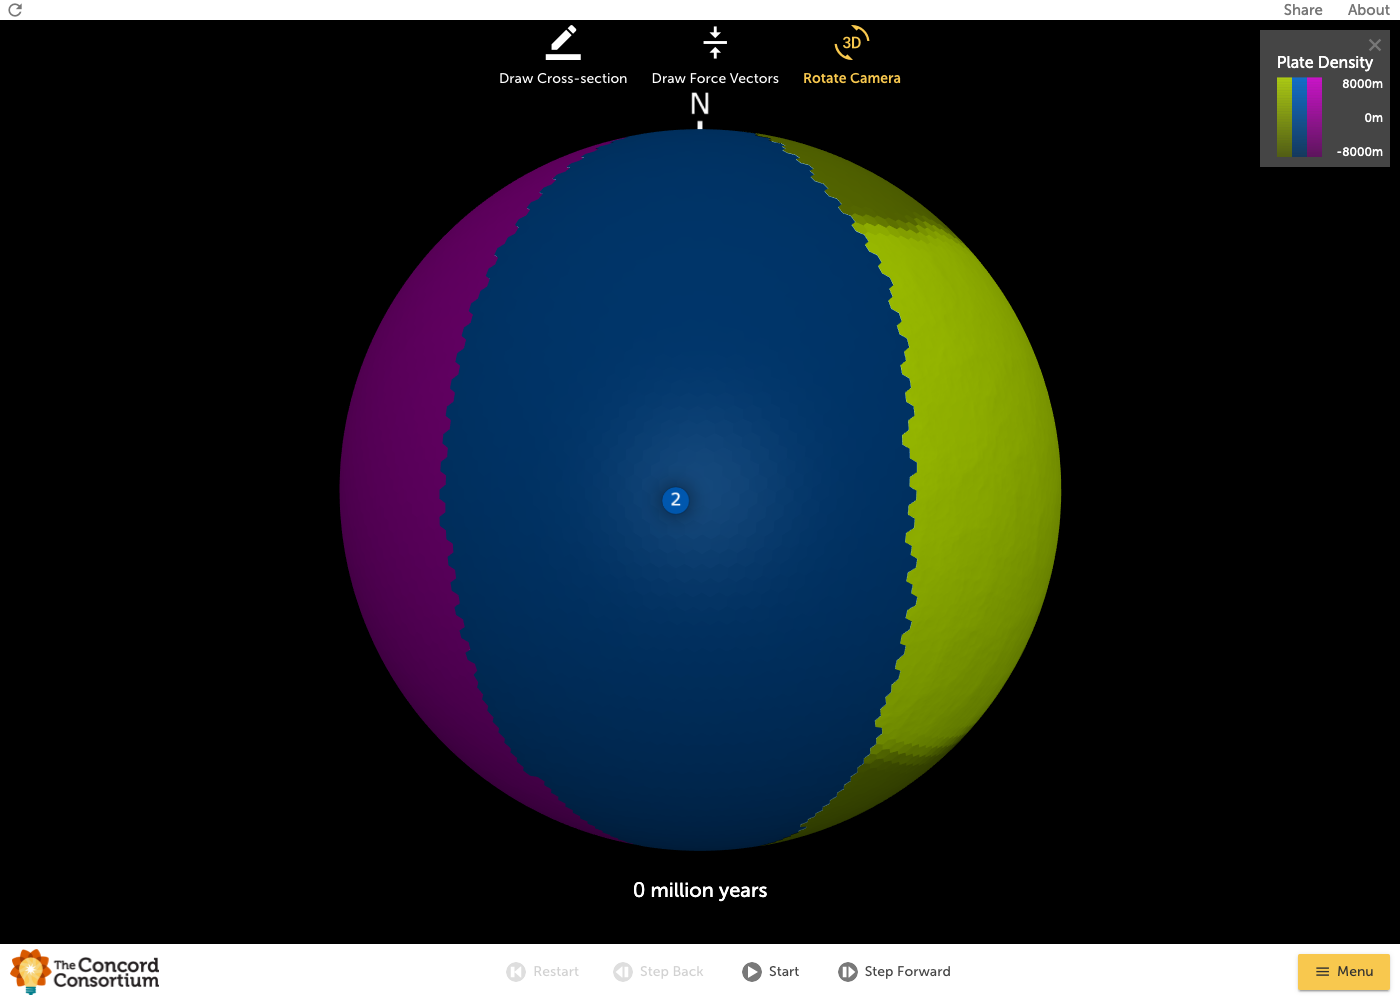 Share About
Draw Cross-section Draw Force Vectors 3D Rotate Camera
Plate Density
8000m
0m
-8000m
N
2
0 million years
The Concord Consortium
Restart Step Back Start Step Forward
Menu